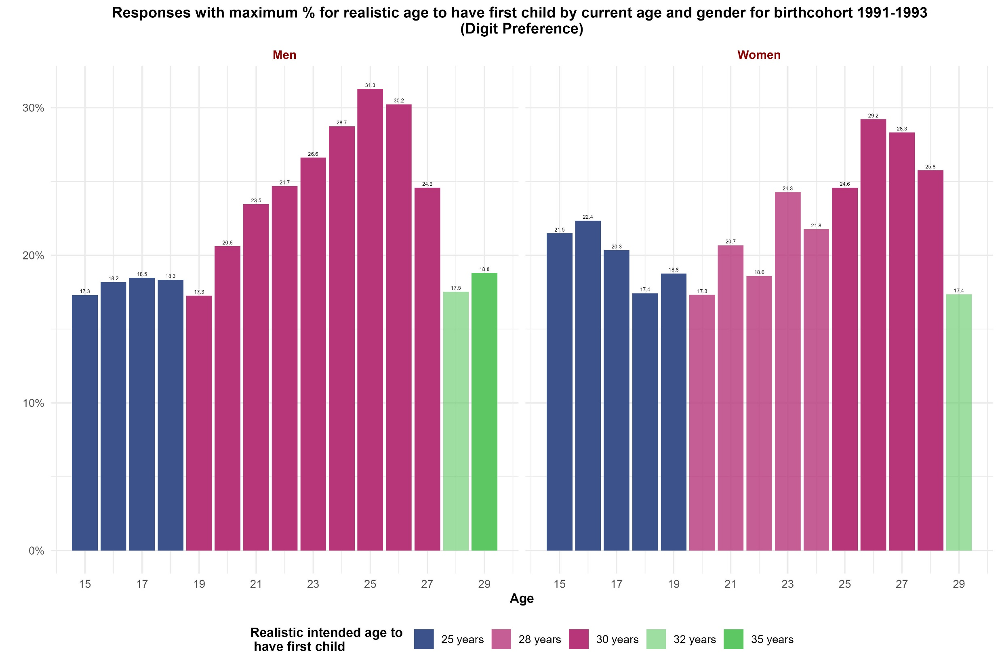 Responses with maximum % for realistic age to have first child by current age and gender for birthcohort 1991-1993
(Digit Preference)
Men
Women
30%
20%
10%
0%
17.3
18.2
18.5
18.3
17.3
20.6
23.5
24.7
26.6
28.7
31.3
30.2
24.6
17.5
18.8
21.5
22.4
20.3
17.4
18.8
17.3
20.7
18.6
24.3
21.8
24.6
29.2
28.3
25.8
17.4
15 17 19 21 23 25 27 29
15 17 19 21 23 25 27 29
Age
Realistic intended age to
have first child
25 years
28 years
30 years
32 years
35 years